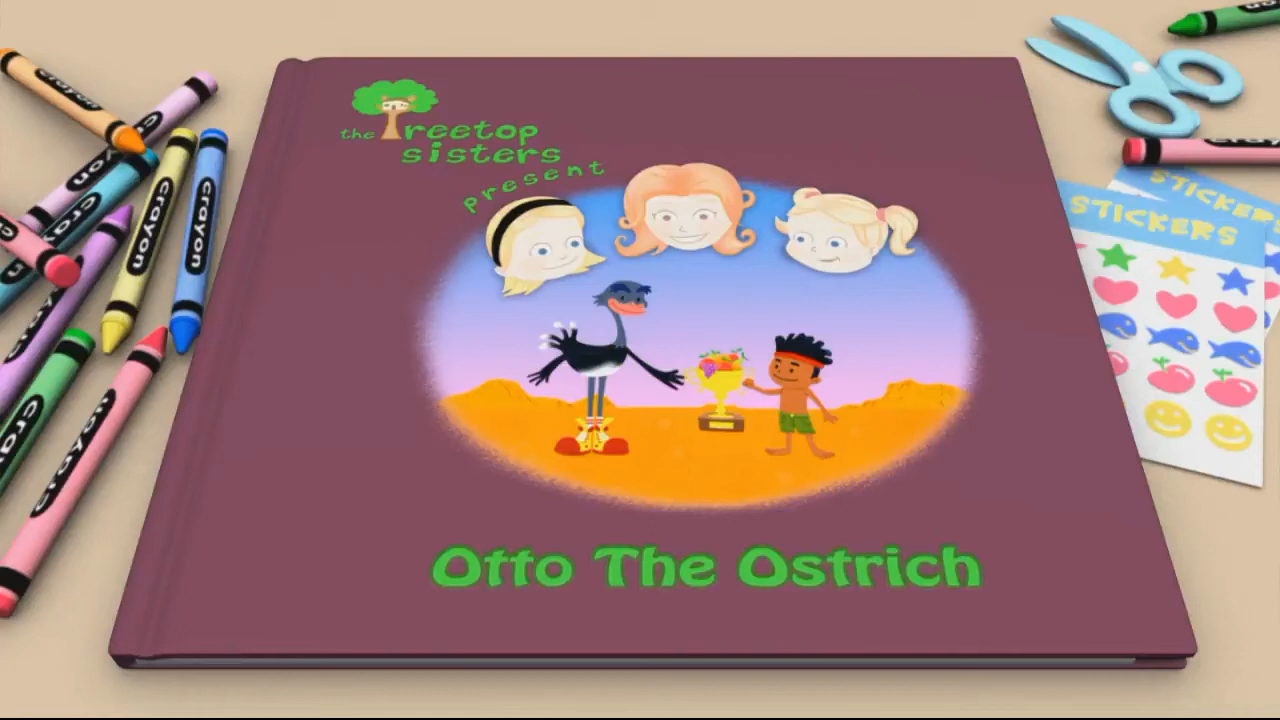 the Treetop
sisters
present
Otto The Ostrich
crayon
crayon
crayon
crayon
STICKERS
STICKERS